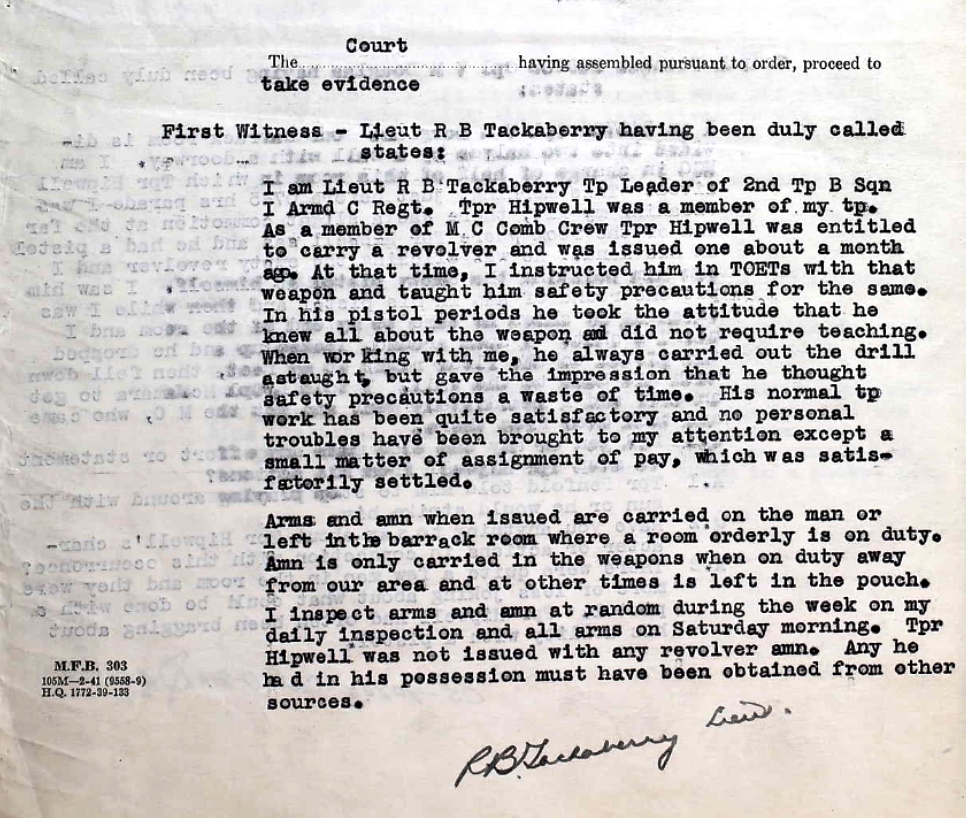 Court
The having assembled pursuant to order, proceed to
take evidence
First Witness - Lieut R B Tackaberry having been duly called
states:
I am Lieut R B Tackaberry Tp Leader of 2nd Tp B Sqn
I Armd C Regt. Tpr Hipwell was a member of my tp.
As a member of M C Comb Crew Tpr Hipwell was entitled
to carry a revolver and was issued one about a month
ago. At that time, I instructed him in TOETs with that
weapon and taught him safety precautions for the same.
In his pistol periods he took the attitude that he
knew all about the weapon and did not require teaching.
When working with me, he always carried out the drill
astaught, but gave the impression that he thought
safety precautions a waste of time. His normal tp
work has been quite satisfactory and no personal
troubles have been brought to my attention except a
small matter of assignment of pay, which was satis-
factorily settled.
Arms and amn when issued are carried on the man or
left inthe barrack room where a room orderly is on duty.
Amn is only carried in the weapons when on duty away
from our area and at other times is left in the pouch.
I inspect arms and amn at random during the week on my
daily inspection and all arms on Saturday morning. Tpr
Hipwell was not issued with any revolver amn. Any he
had in his possession must have been obtained from other
sources.
M.F.B. 303
105M-2-41 (9558-9)
H.Q. 1772-39-133
R.B. Tackaberry Lieut.